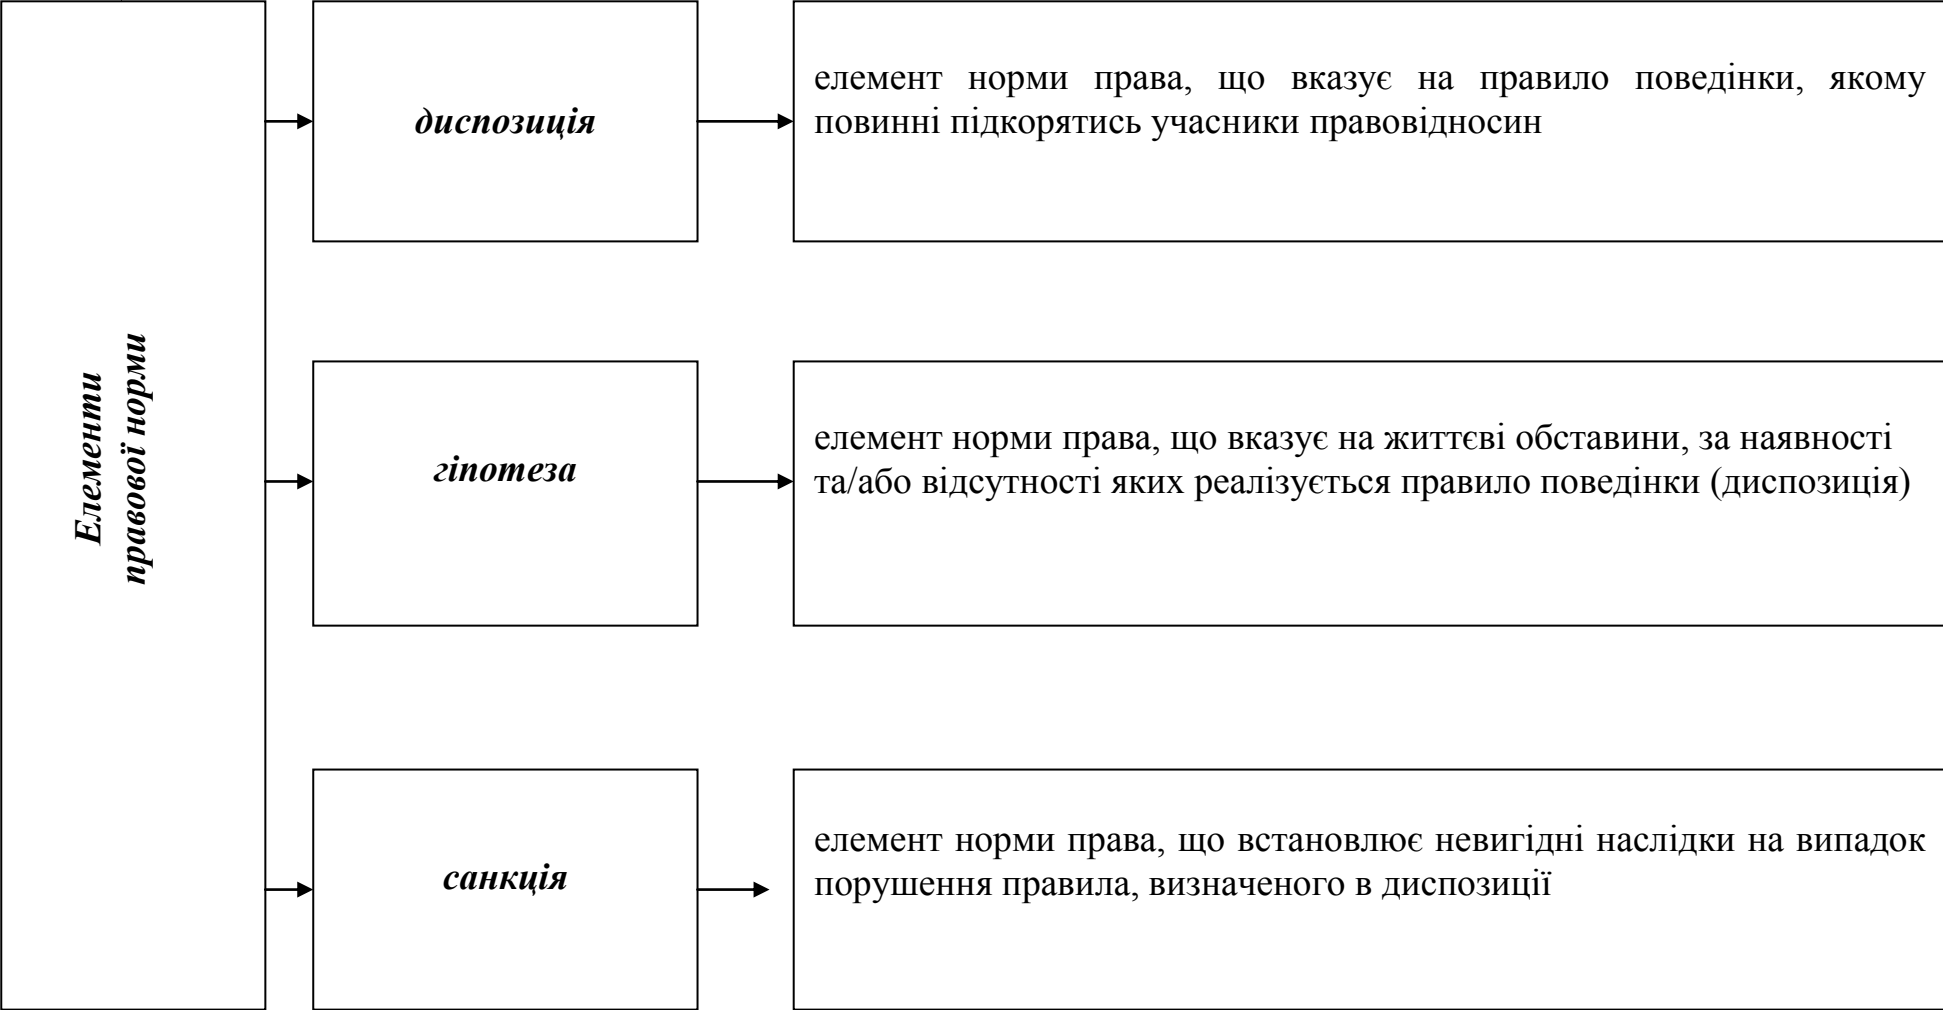 Елементи
правової норми
диспозиція
елемент норми права, що вказує на правило поведінки, якому
повинні підкорятись учасники правовідносин
гіпотеза
елемент норми права, що вказує на життєві обставини, за наявності
та/або відсутності яких реалізується правило поведінки (диспозиція)
санкція
елемент норми права, що встановлює невигідні наслідки на випадок
порушення правила, визначеного в диспозиції